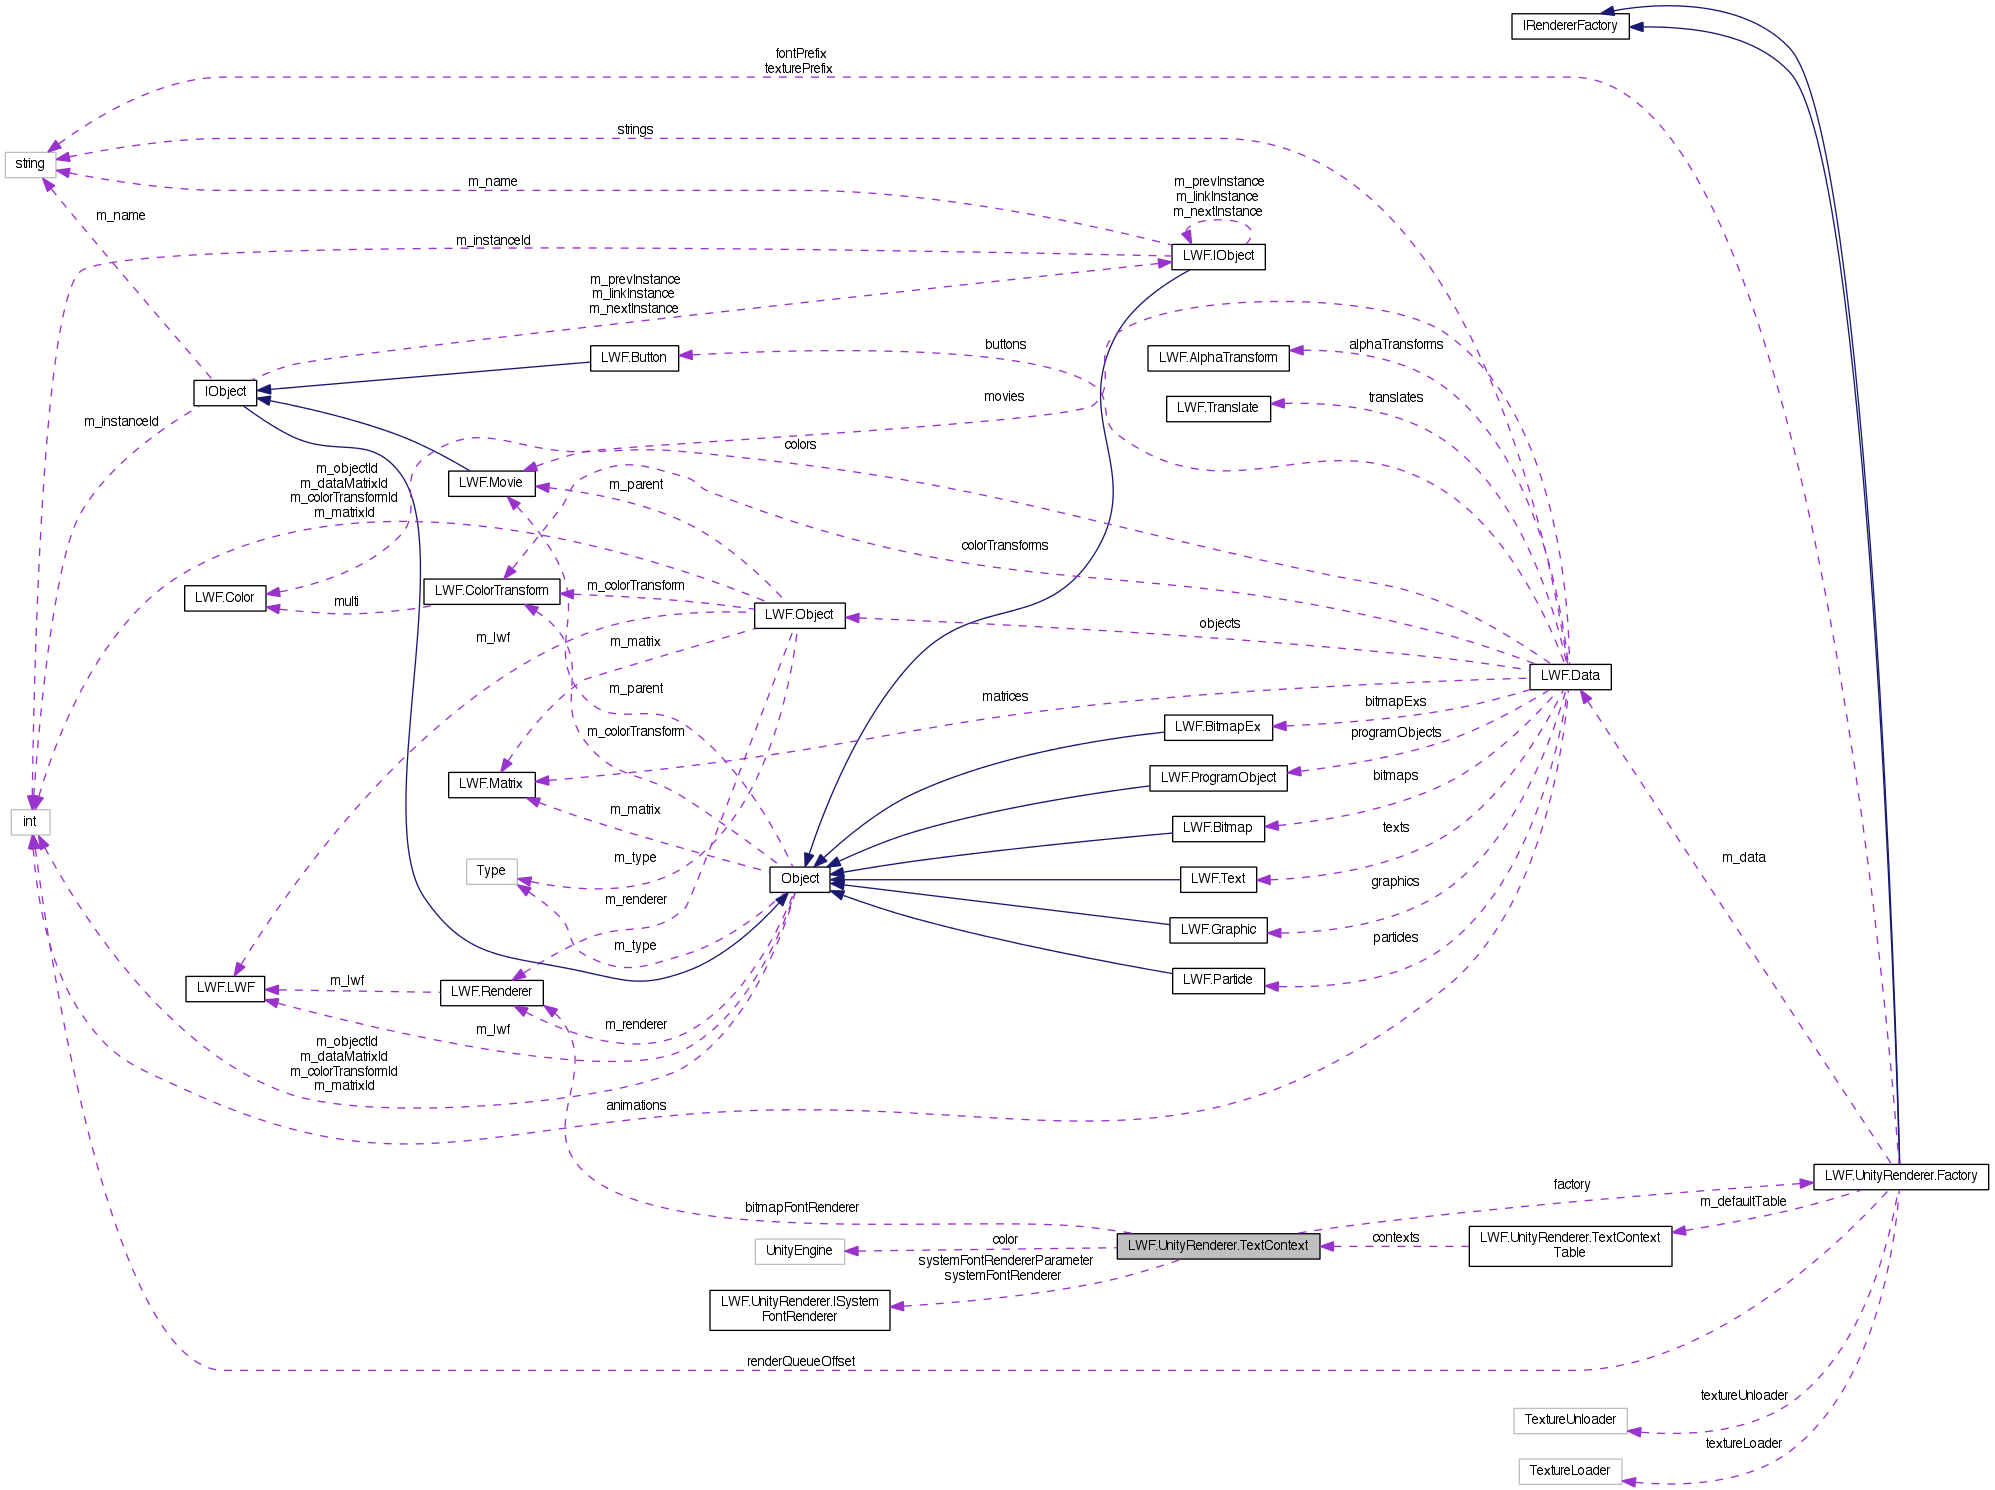 IRendererFactory
fontPrefix
texturePrefix
strings
string
m_name
m_prevInstance
m_linkInstance
m_nextInstance
m_name
m_instanceId
LWF.IObject
m_prevInstance
m_linkInstance
m_nextInstance
buttons
alphaTransforms
LWF.Button
LWF.AlphaTransform
IObject
movies
translates
LWF.Translate
m_instanceId
colors
m_objectId
m_dataMatrixId
m_colorTransformId
m_matrixId
LWF.Movie
m_parent
colorTransforms
LWF.Color
multi
LWF.ColorTransform
m_colorTransform
LWF.Object
objects
m_lwf
m_matrix
LWF.Data
m_parent
matrices
bitmapExs
LWF.BitmapEx
m_colorTransform
programObjects
LWF.Matrix
LWF.ProgramObject
bitmaps
int
m_matrix
LWF.Bitmap
texts
m_type
m_data
Type
Object
LWF.Text
graphics
m_renderer
LWF.Graphic
m_type
particles
LWF.LWF
m_lwf
LWF.Renderer
LWF.Particle
m_lwf
m_renderer
m_objectId
m_dataMatrixId
m_colorTransformId
m_matrixId
animations
factory
LWF.UnityRenderer.Factory
bitmapFontRenderer
m_defaultTable
UnityEngine
color
LWF.UnityRenderer.TextContext
contexts
LWF.UnityRenderer.TextContext
Table
systemFontRendererParameter
systemFontRenderer
LWF.UnityRenderer.ISystem
FontRenderer
renderQueueOffset
textureUnloader
TextureUnloader
textureLoader
TextureLoader